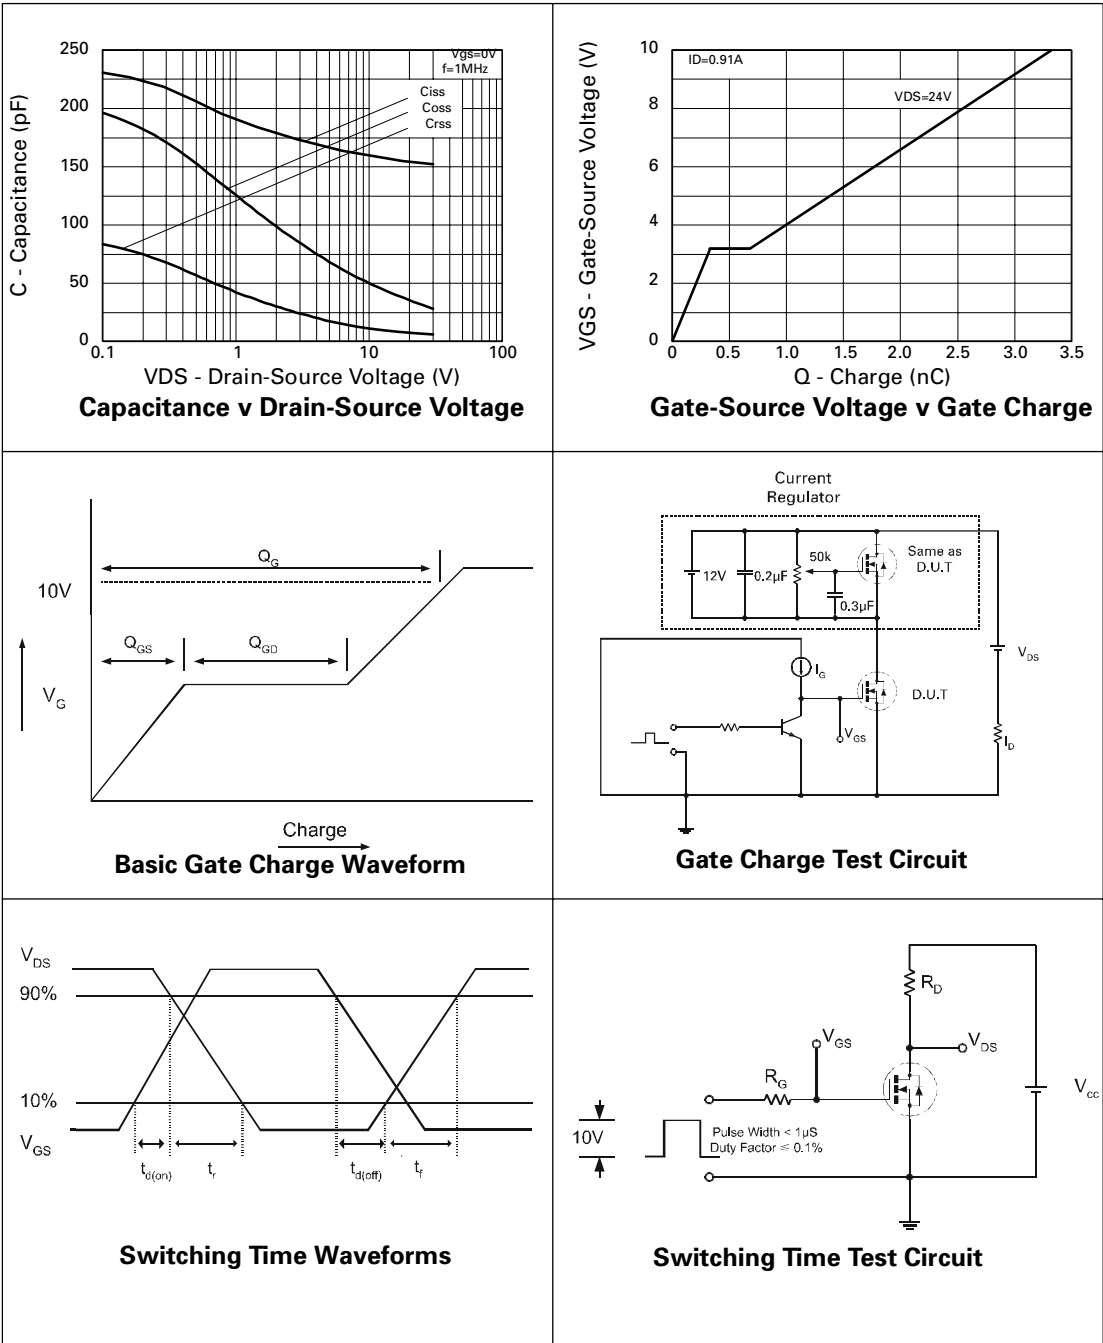 250
200
150
100
50
0
C - Capacitance (pF)
Vgs=0V
f=1MHz
Ciss
Coss
Crss
0.1
1
10
100
VDS - Drain-Source Voltage (V)
Capacitance v Drain-Source Voltage
10
8
6
4
2
0
VGS - Gate-Source Voltage (V)
ID=0.91A
VDS=24V
0
0.5
1.0
1.5
2.0
2.5
3.0
3.5
Q - Charge (nC)
Gate-Source Voltage v Gate Charge
QG
10V
QGS
QGD
VG
Charge
Basic Gate Charge Waveform
Current
Regulator
12V
0.2µF
50k
0.3µF
Same as
D.U.T
IG
VDS
D.U.T
VGS
ID
Gate Charge Test Circuit
VDS
90%
10%
VGS
td(on)
tr
td(off)
tf
Switching Time Waveforms
RD
VGS
VDS
RG
Vcc
10V
Pulse Width < 1µS
Duty Factor ≤ 0.1%
Switching Time Test Circuit